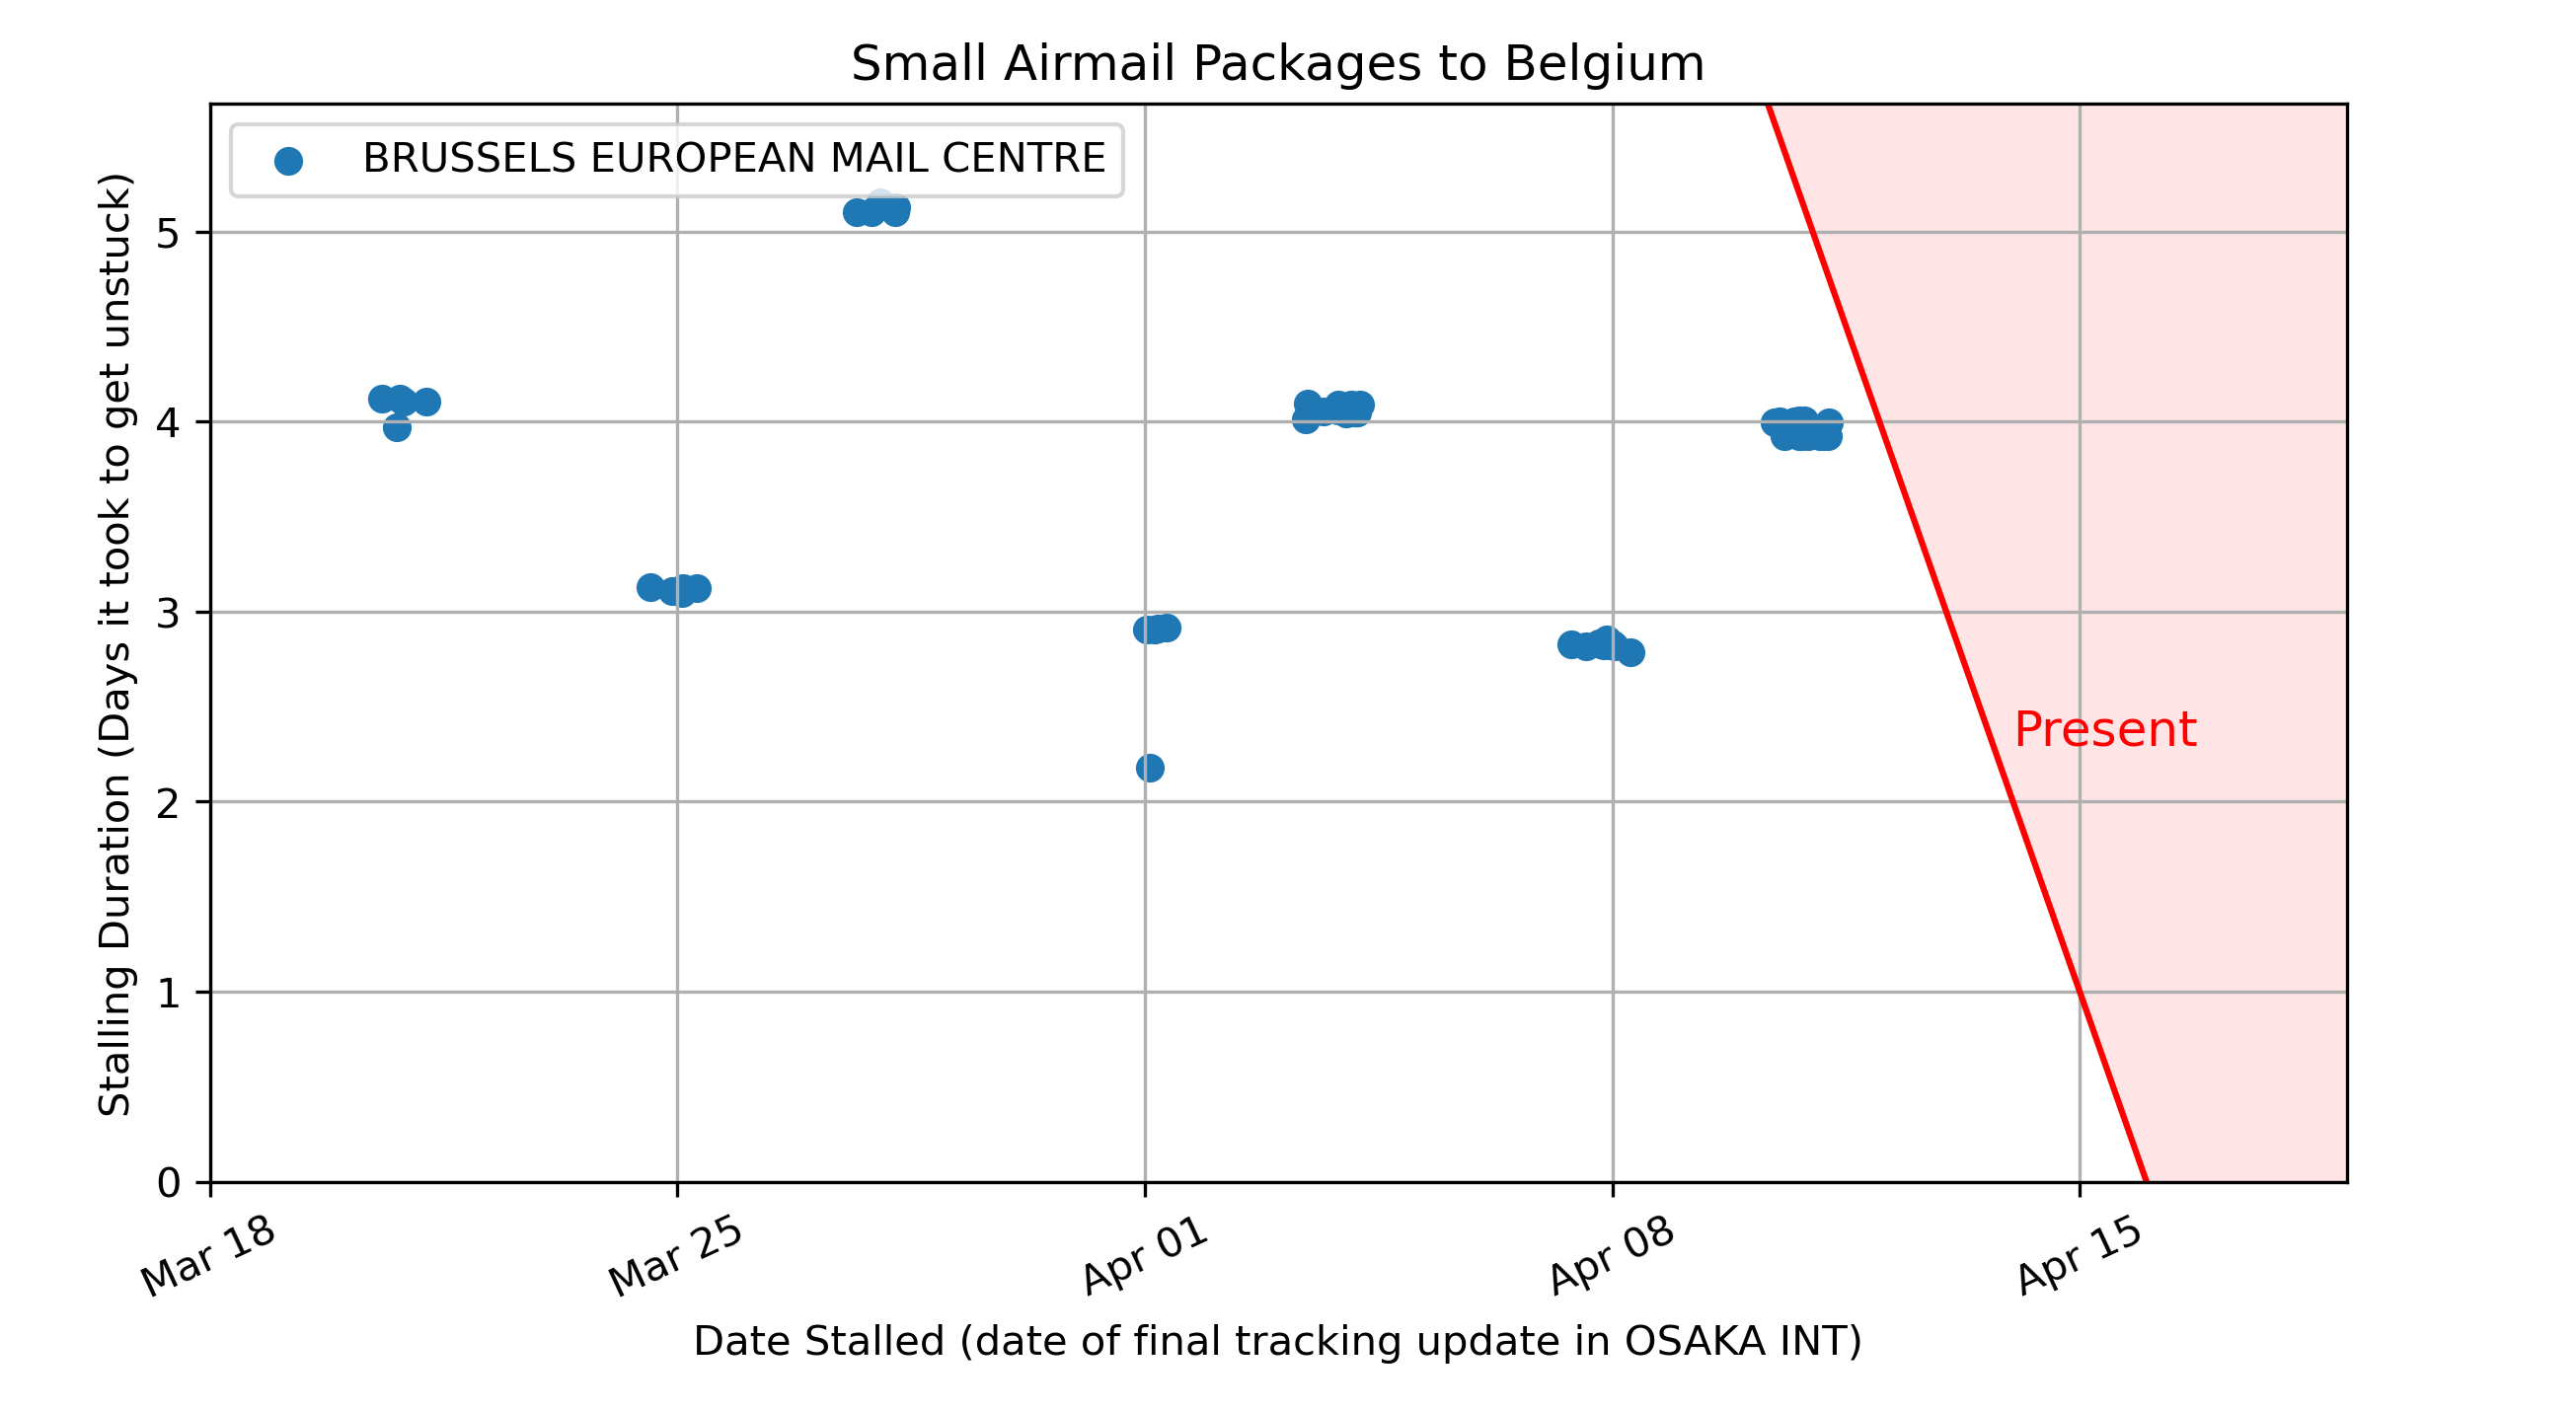 Small Airmail Packages to Belgium
BRUSSELS EUROPEAN MAIL CENTRE
Stalling Duration (Days it took to get unstuck)
5
4
3
2
1
0
Present
Mar 18
Mar 25
Apr 01
Apr 08
Apr 15
Date Stalled (date of final tracking update in OSAKA INT)